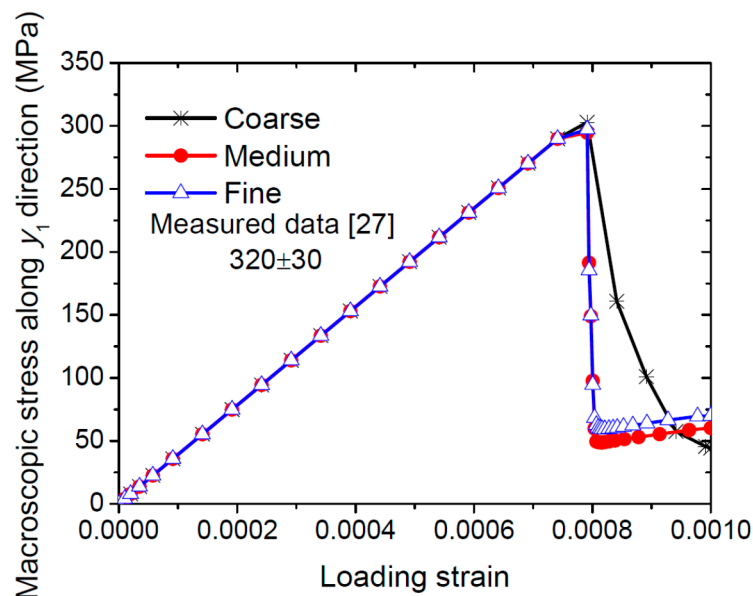 Macroscopic stress along y1 direction (MPa)
350
300
250
200
150
100
50
0
Coarse
Medium
Fine
Measured data [27]
320±30
0.0000
0.0002
0.0004
0.0006
0.0008
0.0010
Loading strain